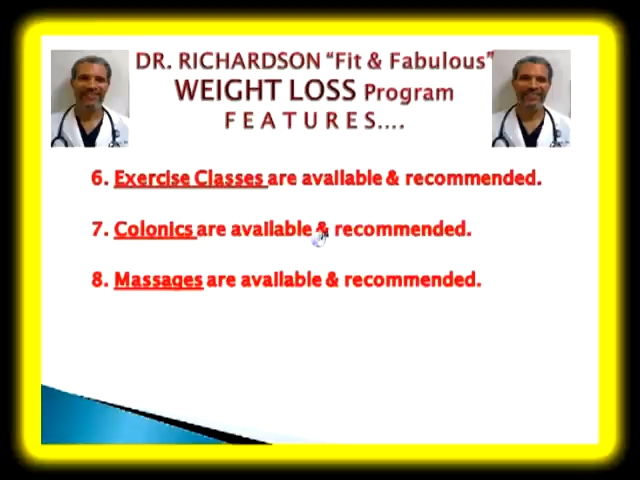 DR. RICHARDSON “Fit & Fabulous”
WEIGHT LOSS Program
F E A T U R E S....
6. Exercise Classes are available & recommended.
7. Colonics are available & recommended.
8. Massages are available & recommended.